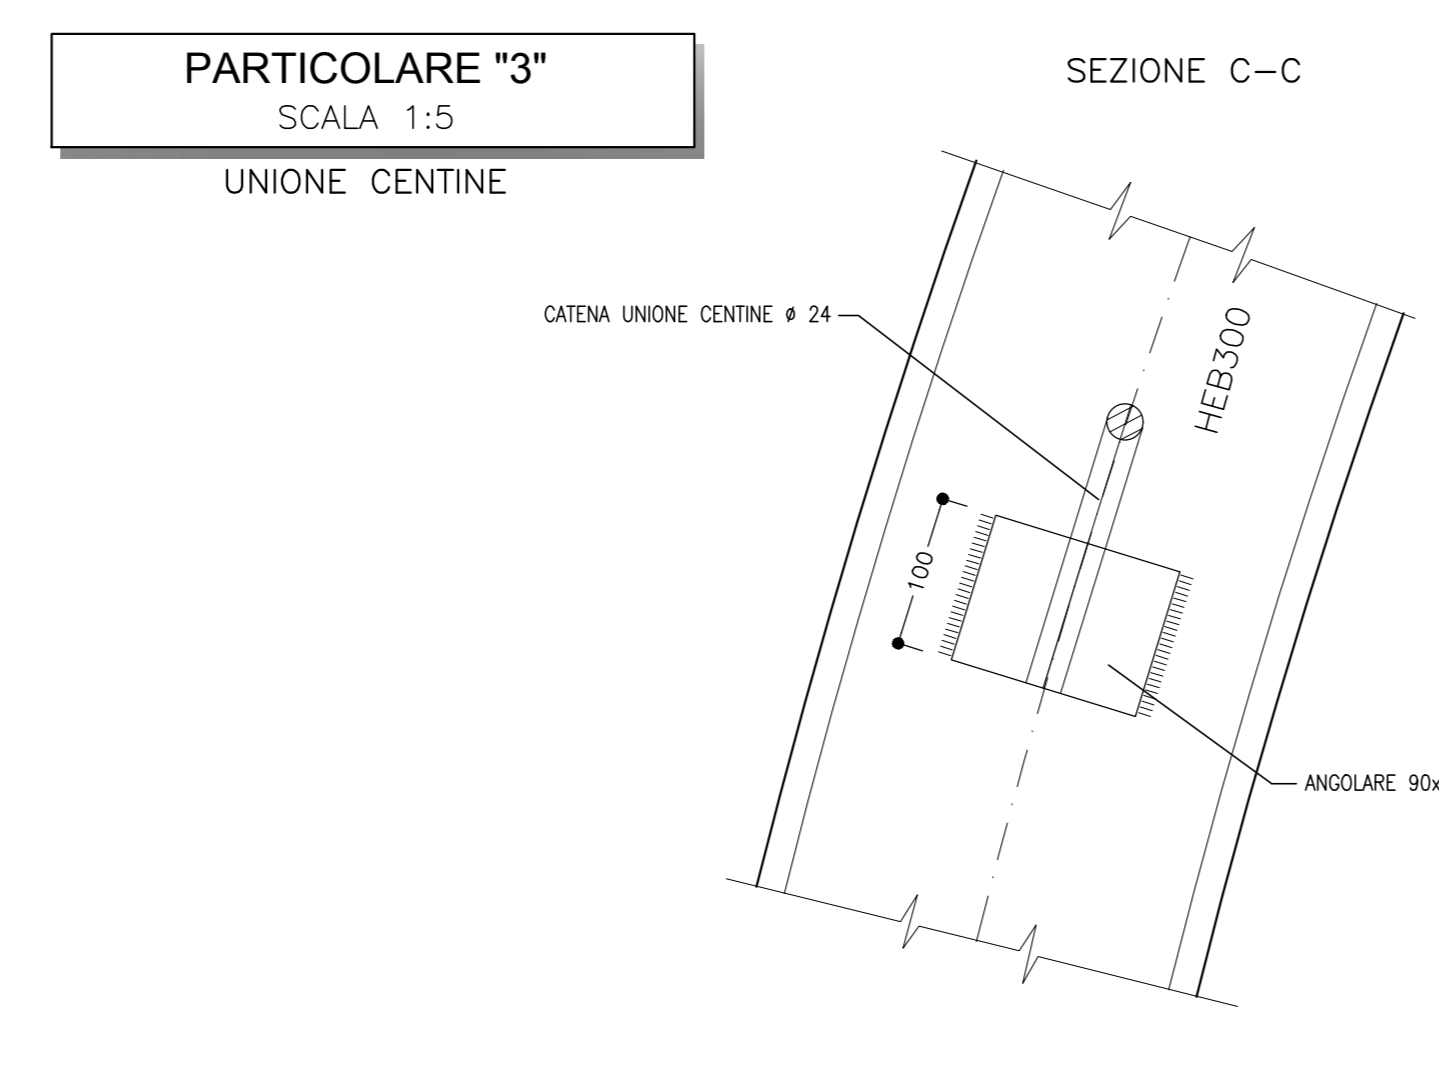 PARTICOLARE "3"
SCALA 1:5
UNIONE CENTINE
SEZIONE C-C
CATENA UNIONE CENTINE ø 24
HEB300
100
ANGOLARE 90x